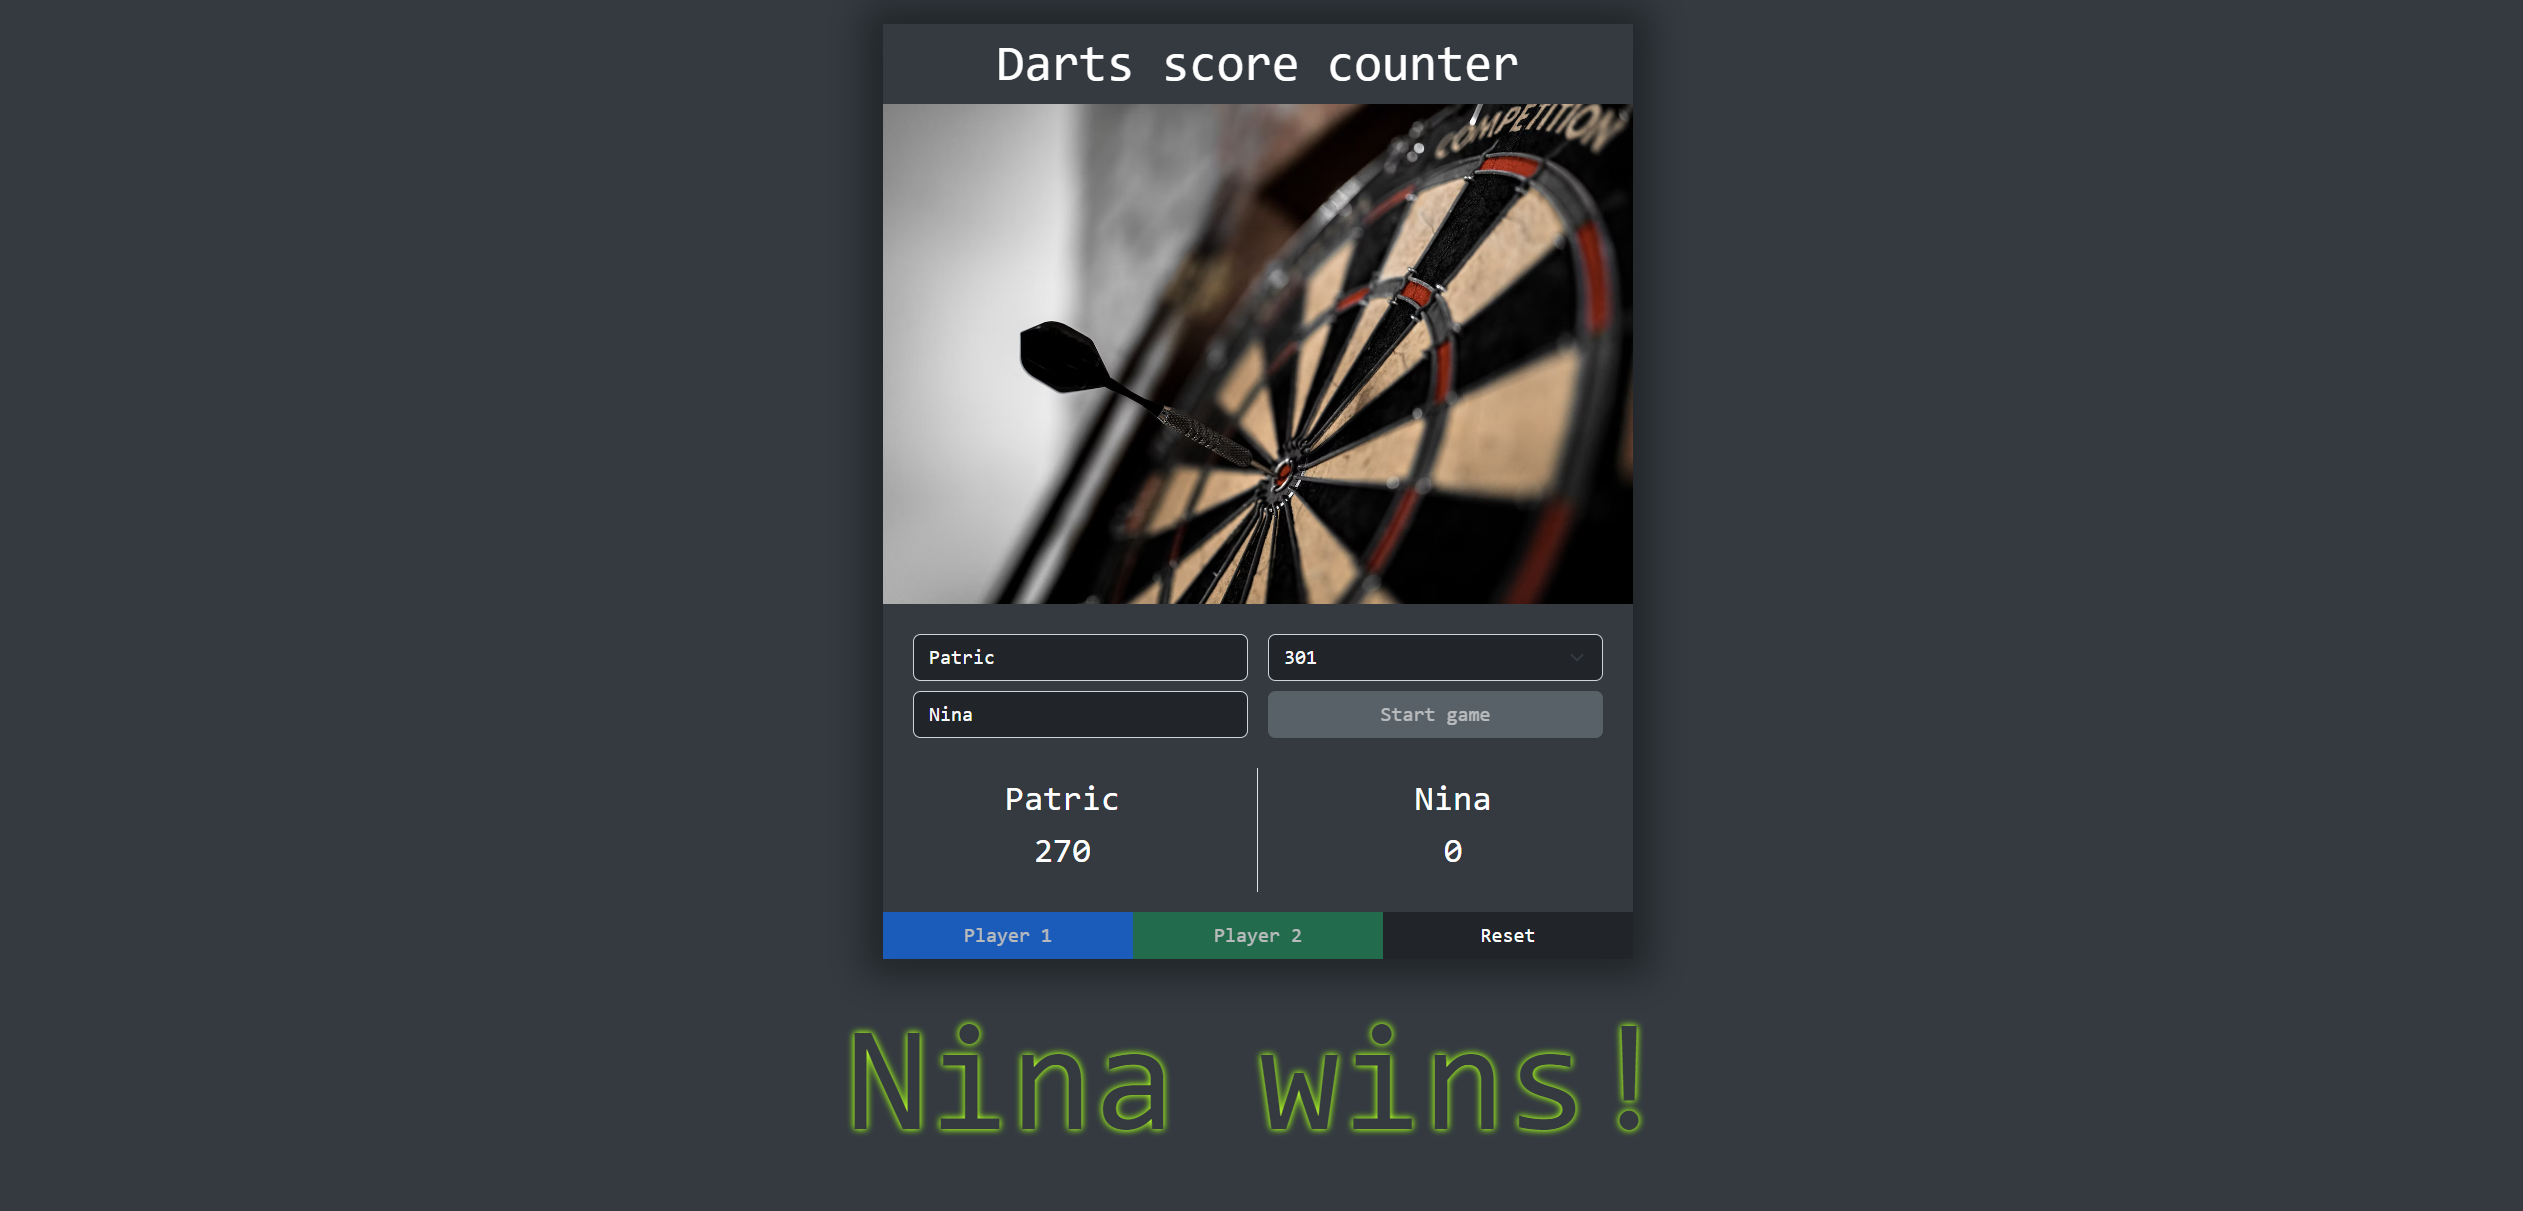 Darts score counter
COMPETITION
Patric
301
Nina
Start game
Patric
Nina
270
0
Player 1
Player 2
Reset
Nina wins!